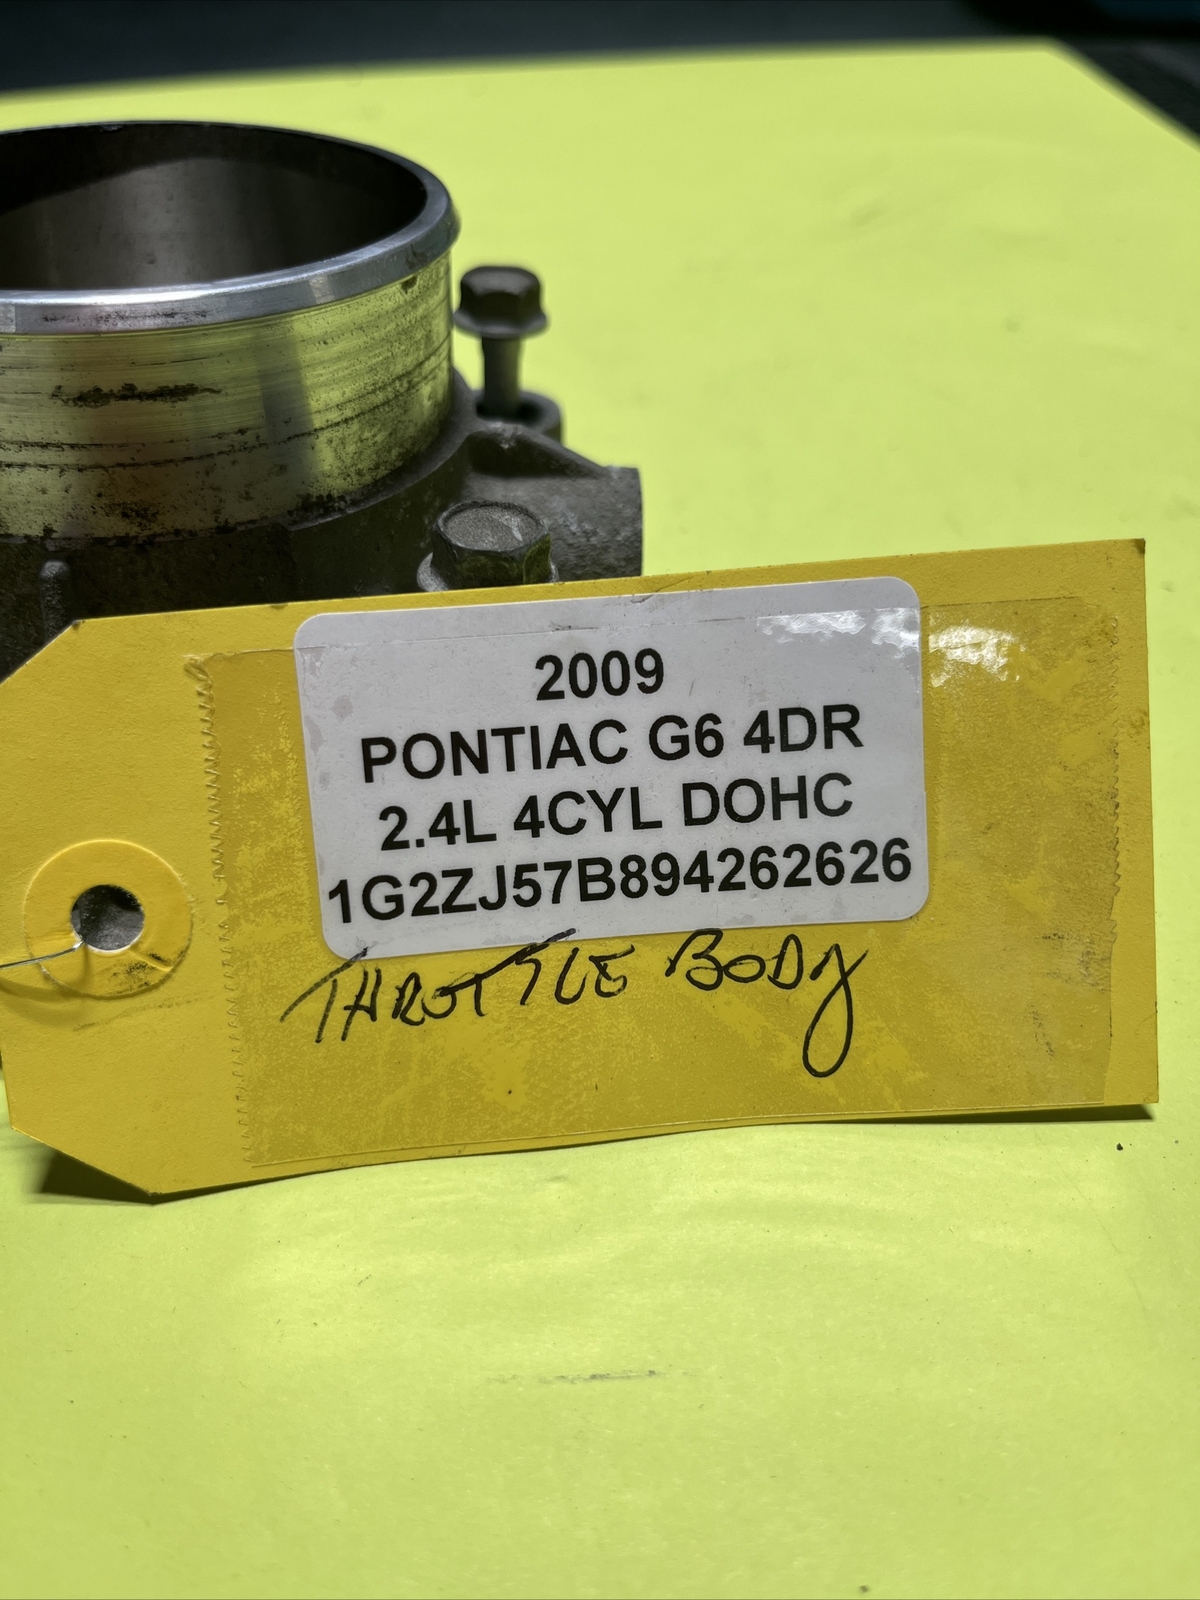 2009
PONTIAC G6 4DR
2.4L 4CYL DOHC
1G2ZJ57B894262626
THROTTLE BODy